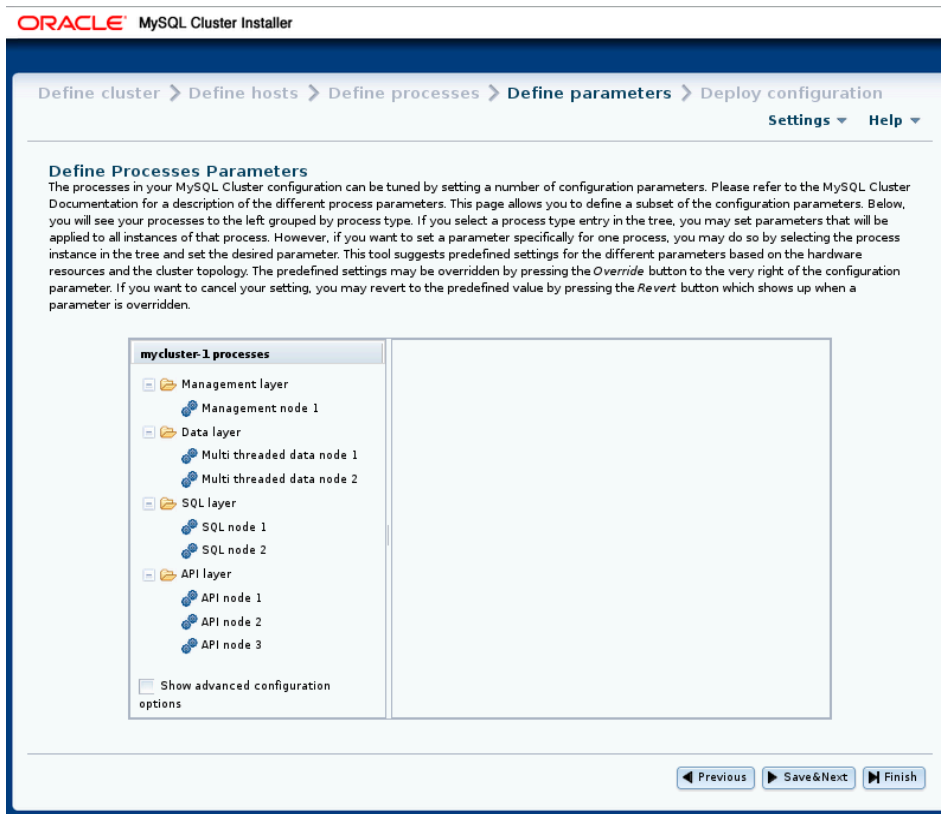 ORACLE® MySQL Cluster Installer
Define cluster > Define hosts > Define processes > Define parameters > Deploy configuration
Settings Help
Define Processes Parameters
The processes in your MySQL Cluster configuration can be tuned by setting a number of configuration parameters. Please refer to the MySQL Cluster
Documentation for a description of the different process parameters. This page allows you to define a subset of the configuration parameters. Below,
you will see your processes to the left grouped by process type. If you select a process type entry in the tree, you may set parameters that will be
applied to all instances of that process. However, if you want to set a parameter specifically for one process, you may do so by selecting the process
instance in the tree and set the desired parameter. This tool suggests predefined settings for the different parameters based on the hardware
resources and the cluster topology. The predefined settings may be overridden by pressing the Override button to the very right of the configuration
parameter. If you want to cancel your setting, you may revert to the predefined value by pressing the Revert button which shows up when a
parameter is overridden.
mycluster-1 processes
Management layer
Management node 1
Data layer
Multi threaded data node 1
Multi threaded data node 2
SQL layer
SQL node 1
SQL node 2
API layer
API node 1
API node 2
API node 3
Show advanced configuration
options
Previous Save&Next Finish